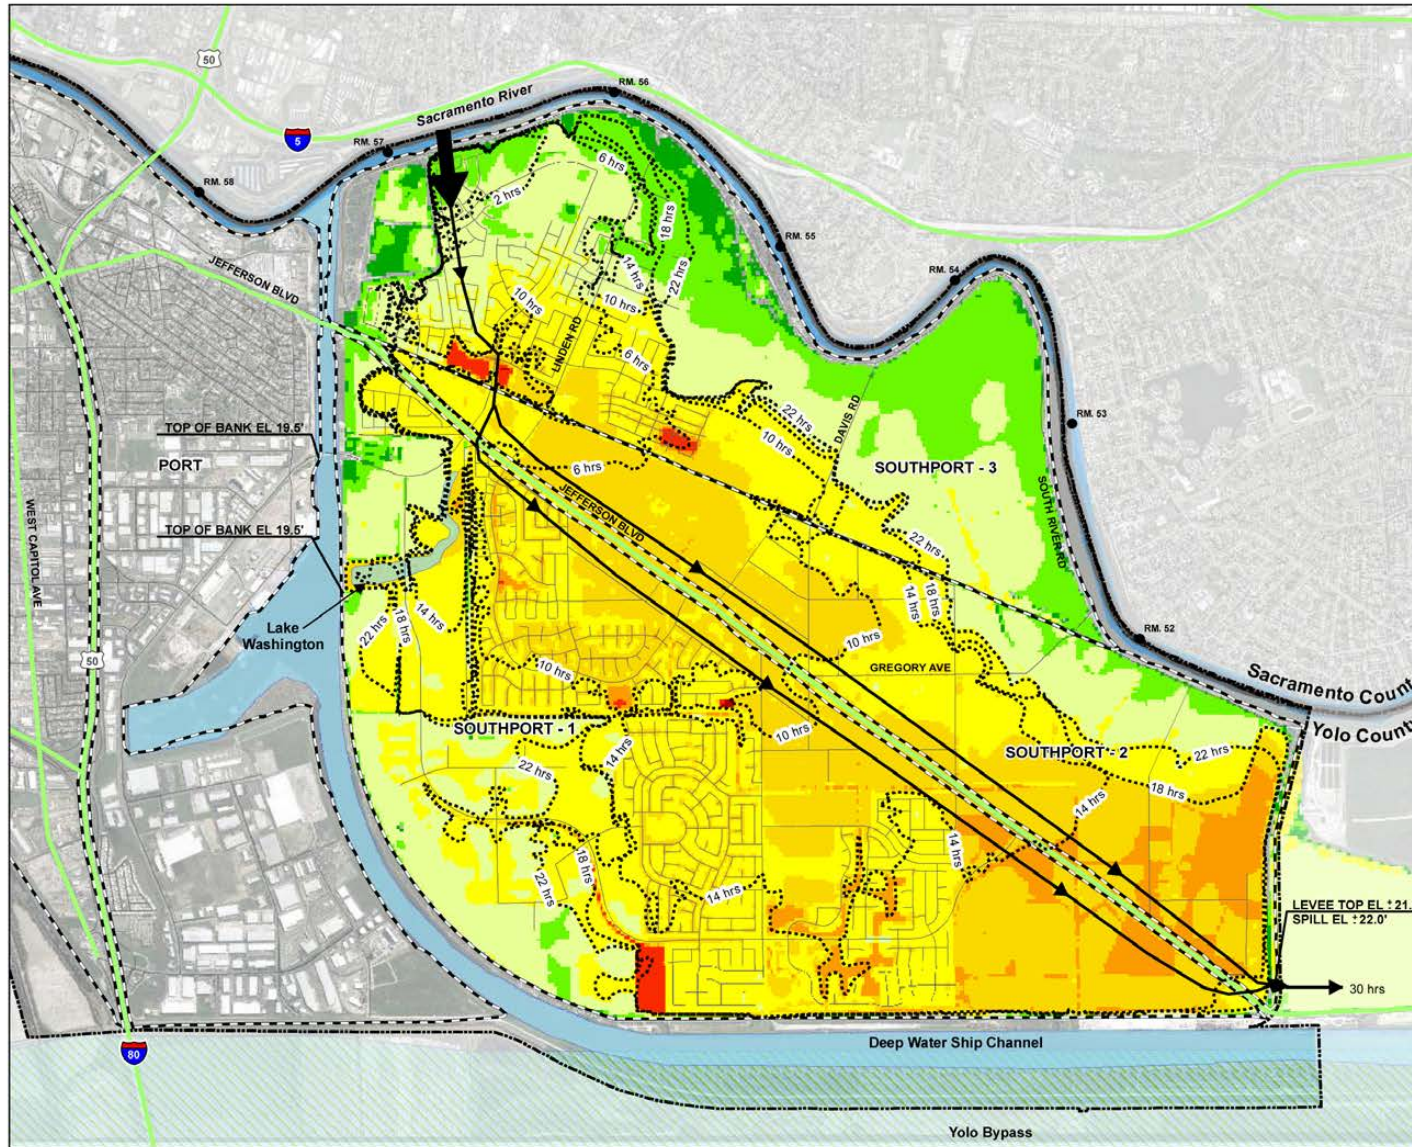 50
Sacramento River
RM. 56
5
RM. 57
RM. 58
6 hrs
2 hrs
18 hrs
RM. 55
JEFFERSON BLVD
14 hrs
22 hrs
RM. 54
10 hrs
10 hrs
LINDEN RD
6 hrs
RM. 53
22 hrs
DAVIS RD
TOP OF BANK EL 19.5'
10 hrs
PORT
6 hrs
SOUTHPORT - 3
JEFFERSON BLVD
SOUTH RIVER RD
WEST CAPITOL AVE
TOP OF BANK EL 19.5'
22 hrs
14 hrs
18 hrs
22 hrs
18 hrs
14 hrs
Lake
Washington
RM. 52
10 hrs
50
10 hrs
GREGORY AVE
Sacramento Count
SOUTHPORT - 1
10 hrs
Yolo County
14 hrs
SOUTHPORT - 2
22 hrs
22 hrs
18 hrs
14 hrs
14 hrs
18 hrs
22 hrs
14 hrs
LEVEE TOP EL ±21.
SPILL EL ±22.0'
30 hrs
Deep Water Ship Channel
80
Yolo Bypass